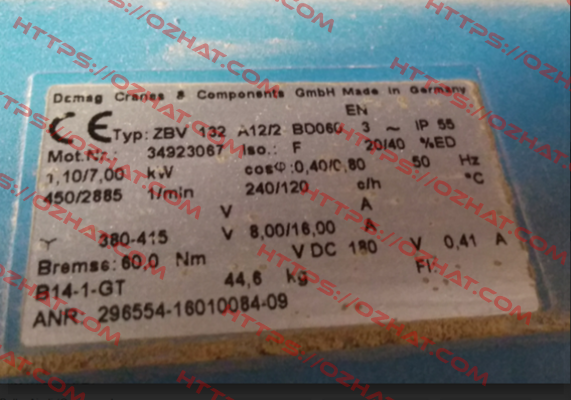 Demag Cranes & Components GmbH Made in Germany
EN
CE Typ: ZBV 132 A12/2 B060 3 ~ IP 55
Mot.Nr.: 34923067 Iso.: F 20/40 %ED
1,10/7,00 kW cosφ:0,40/0,80 50 Hz
450/2885 1/min 240/120 c/h °C
V A
Y 380-415 V 8,00/16,00 A
Bremse: 60,0 Nm V DC 180 V 0,41 A
B14-1-GT 44,6 kg
ANR: 296554-16010084-09
HTTPS://OZHAT.COM